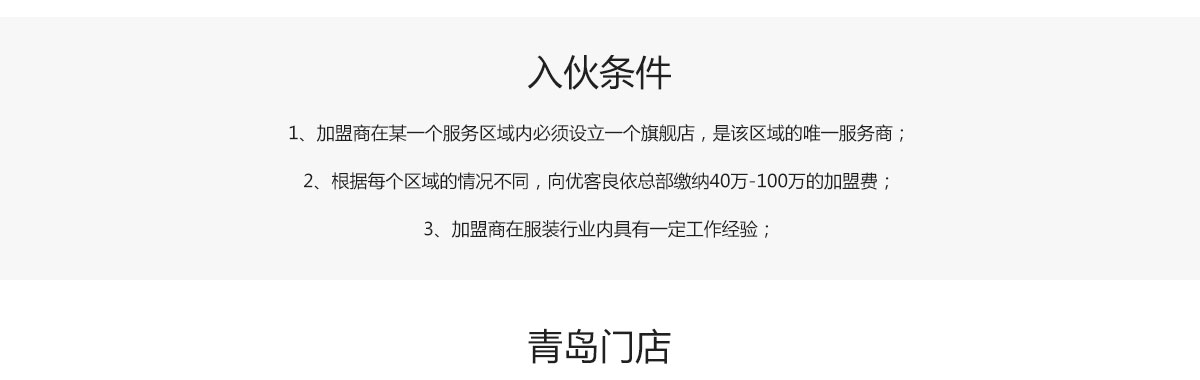 入伙条件
1、加盟商在某一个服务区域内必须设立一个旗舰店，是该区域的唯一服务商；
2、根据每个区域的情况不同，向优客良依总部缴纳40万-100万的加盟费；
3、加盟商在服装行业内具有一定工作经验；
青岛门店